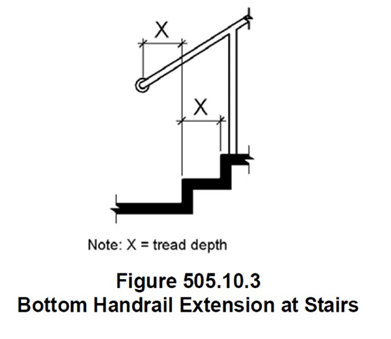 X
X
Note: X = tread depth
Figure 505.10.3
Bottom Handrail Extension at Stairs